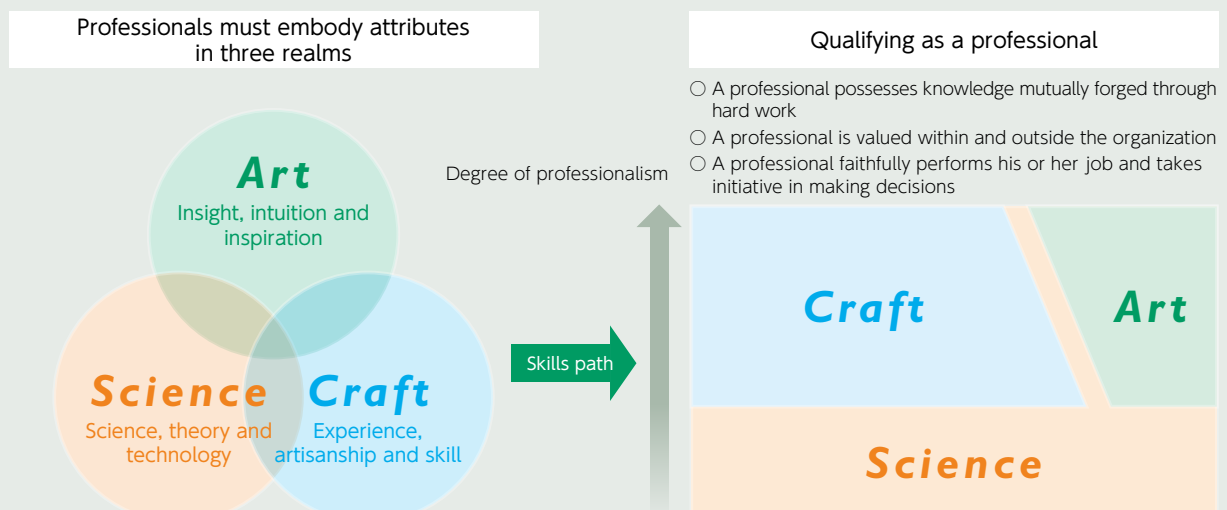 Professionals must embody attributes
in three realms
Art
Insight, intuition and
inspiration
Science
Science, theory and
technology
Craft
Experience,
artisanship and skill
Skills path
Degree of professionalism
Qualifying as a professional
○ A professional possesses knowledge mutually forged through
hard work
○ A professional is valued within and outside the organization
○ A professional faithfully performs his or her job and takes
initiative in making decisions
Craft
Art
Science